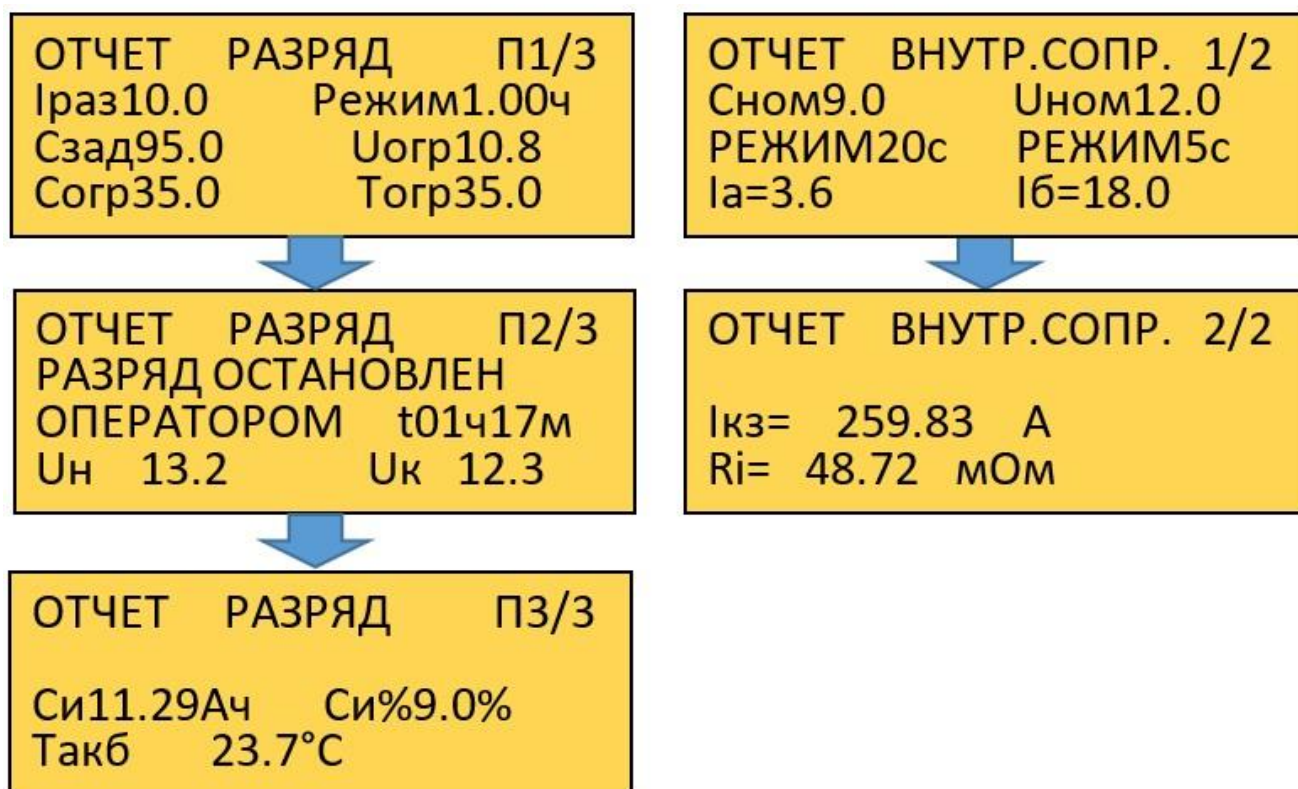 ОТЧЕТ РАЗРЯД П1/3
Iраз10.0 Режим1.00ч
Сзад95.0 Uогр10.8
Согр35.0 Тогр35.0
ОТЧЕТ РАЗРЯД П2/3
РАЗРЯД ОСТАНОВЛЕН
ОПЕРАТОРОМ t01ч17м
Uн 13.2 Uк 12.3
ОТЧЕТ РАЗРЯД П3/3
Си11.29Ач Си%9.0%
Такб 23.7°C
ОТЧЕТ ВНУТР.СОПР. 1/2
Сном9.0 Uном12.0
РЕЖИМ20с РЕЖИМ5с
Iа=3.6 Iб=18.0
ОТЧЕТ ВНУТР.СОПР. 2/2
Iкз= 259.83 А
Ri= 48.72 мОм